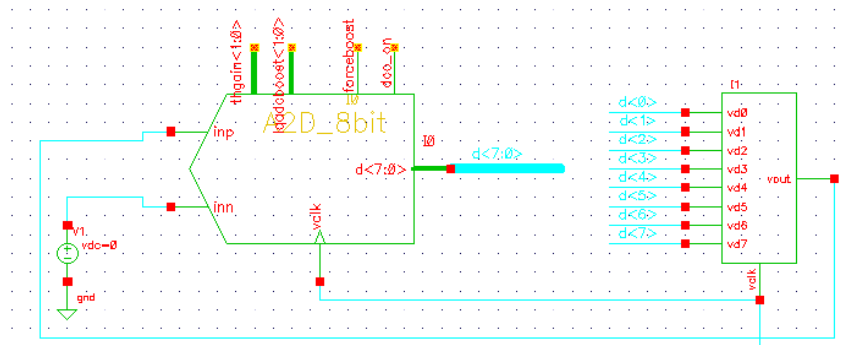 thgain<1:0>
lqadcboost<1:0>
forceboost
dco_on
I0
A2D_8bit
inp
inn
vclk
I0
d<7:0>
d<7:0>
V1
vdc=0
gnd
I1
d<0>
d<1>
d<2>
d<3>
d<4>
d<5>
d<6>
d<7>
vd0
vd1
vd2
vd3
vd4
vd5
vd6
vd7
vout
vclk